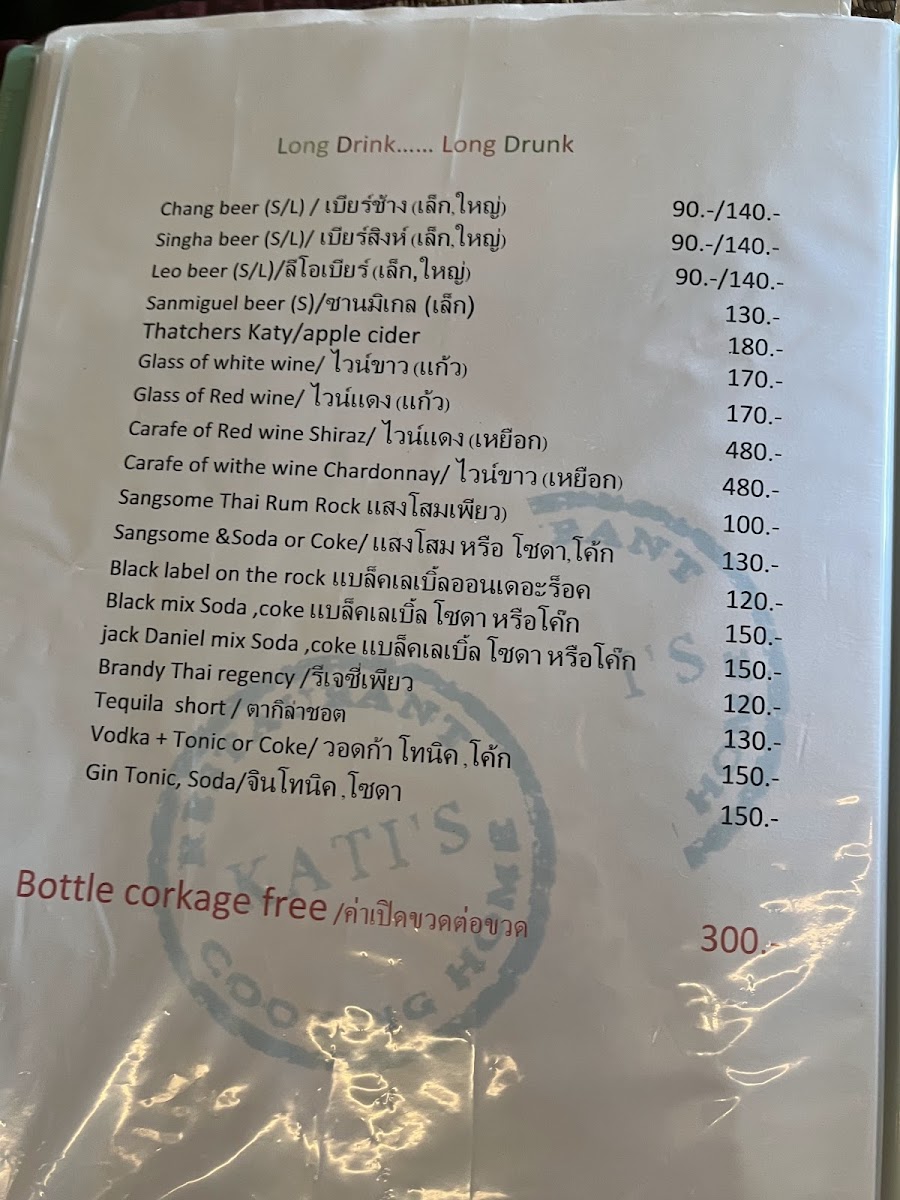 Long Drink...... Long Drunk
Chang beer (S/L) / เบียร์ช้าง (เล็ก,ใหญ่) 90.-/140.-
Singha beer (S/L)/ เบียร์สิงห์ (เล็ก,ใหญ่) 90.-/140.-
Leo beer (S/L)/ลีโอเบียร์ (เล็ก,ใหญ่) 90.-/140.-
Sanmiguel beer (S)/ซานมิเกล (เล็ก) 130.-
Thatchers Katy/apple cider 180.-
Glass of white wine/ ไวน์ขาว (แก้ว) 170.-
Glass of Red wine/ ไวน์แดง (แก้ว) 170.-
Carafe of Red wine Shiraz/ ไวน์แดง (เหยือก) 480.-
Carafe of withe wine Chardonnay/ ไวน์ขาว (เหยือก) 480.-
Sangsome Thai Rum Rock แสงโสมเพียว) 100.-
Sangsome &Soda or Coke/ แสงโสม หรือ โซดา,โค้ก 130.-
Black label on the rock แบล็คเลเบิ้ลออนเดอะร็อค 120.-
Black mix Soda ,coke แบล็คเลเบิ้ล โซดา หรือโค๊ก 150.-
jack Daniel mix Soda ,coke แบล็คเลเบิ้ล โซดา หรือโค๊ก 150.-
Brandy Thai regency /รีเจซี่เพียว 120.-
Tequila short / ตากิล่าชอต 130.-
Vodka + Tonic or Coke/ วอดก้า โทนิค ,โค้ก 150.-
Gin Tonic, Soda/จินโทนิค ,โซดา 150.-
Bottle corkage free /ค่าเปิดขวดต่อขวด 300.-
RESTAURANT
KATI'S
COOKING HOME